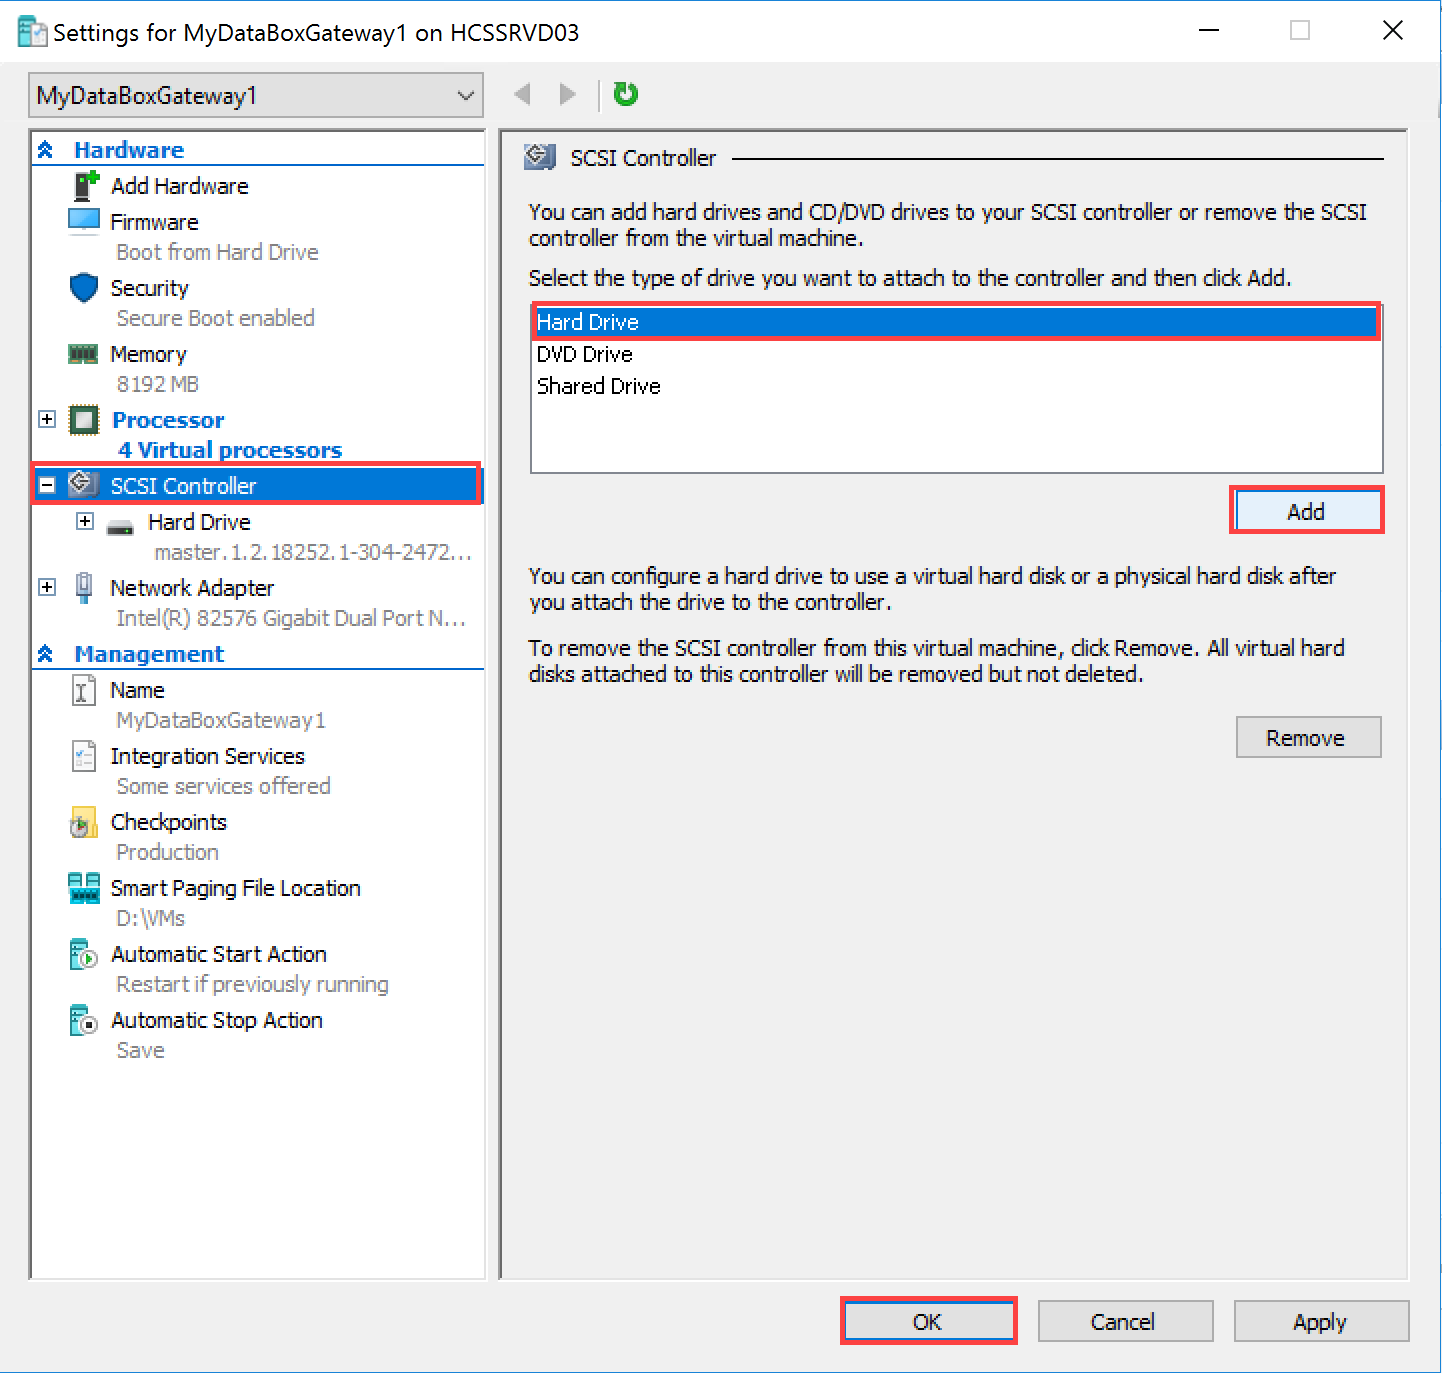 Settings for MyDataBoxGateway1 on HCSSRVD03
MyDataBoxGateway1
Hardware
Add Hardware
Firmware
Boot from Hard Drive
Security
Secure Boot enabled
Memory
8192 MB
Processor
4 Virtual processors
SCSI Controller
Hard Drive
master.1.2.18252.1-304-2472...
Network Adapter
Intel(R) 82576 Gigabit Dual Port N...
Management
Name
MyDataBoxGateway1
Integration Services
Some services offered
Checkpoints
Production
Smart Paging File Location
D:\VMs
Automatic Start Action
Restart if previously running
Automatic Stop Action
Save
SCSI Controller
You can add hard drives and CD/DVD drives to your SCSI controller or remove the SCSI
controller from the virtual machine.
Select the type of drive you want to attach to the controller and then click Add.
Hard Drive
DVD Drive
Shared Drive
Add
You can configure a hard drive to use a virtual hard disk or a physical hard disk after
you attach the drive to the controller.
To remove the SCSI controller from this virtual machine, click Remove. All virtual hard
disks attached to this controller will be removed but not deleted.
Remove
OK
Cancel
Apply